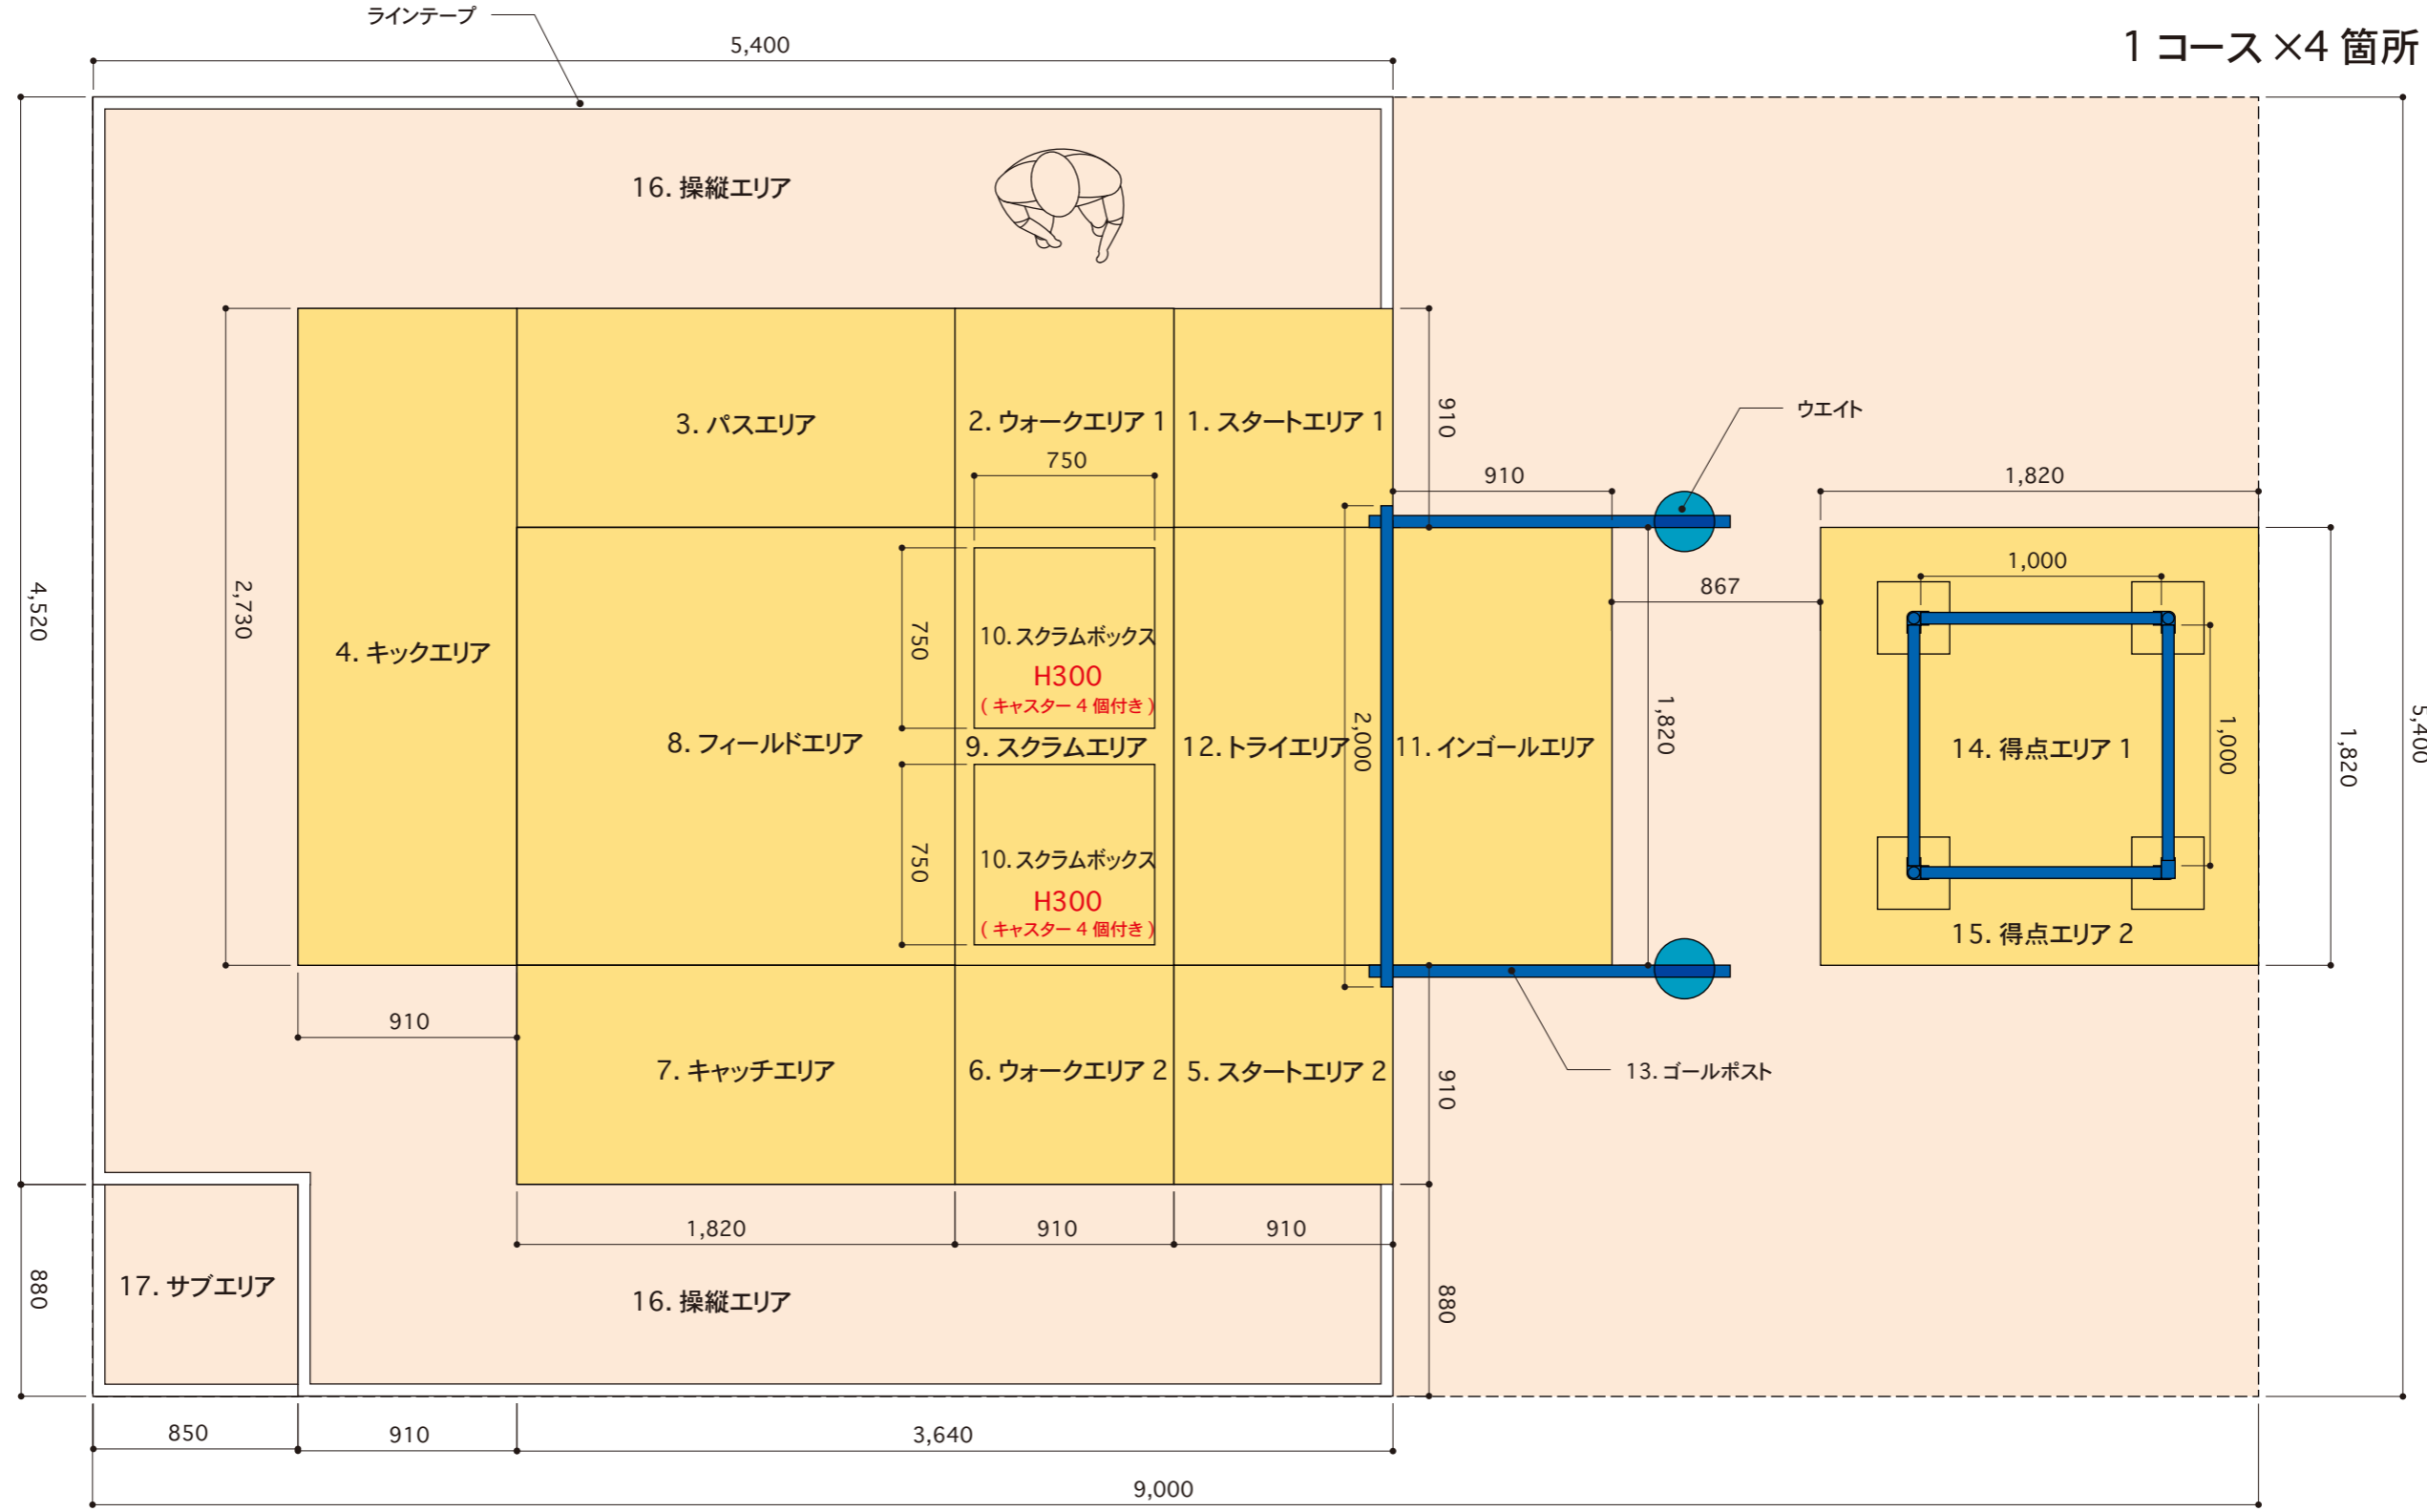 ラインテープ
5,400
1 コース ×4 箇所
16. 操縦エリア
3. パスエリア
2. ウォークエリア 1
1. スタートエリア 1
910
ウエイト
750
910
1,820
4,520
2,730
4. キックエリア
750
10. スクラムボックス
H300
( キャスター 4 個付き )
867
1,000
8. フィールドエリア
9. スクラムエリア
12. トライエリア
2,000
11. インゴールエリア
1,820
14. 得点エリア 1
1,000
1,820
5,400
750
10. スクラムボックス
H300
( キャスター 4 個付き )
15. 得点エリア 2
910
7. キャッチエリア
6. ウォークエリア 2
5. スタートエリア 2
910
13. ゴールポスト
1,820
910
910
880
17. サブエリア
16. 操縦エリア
880
850
910
3,640
9,000